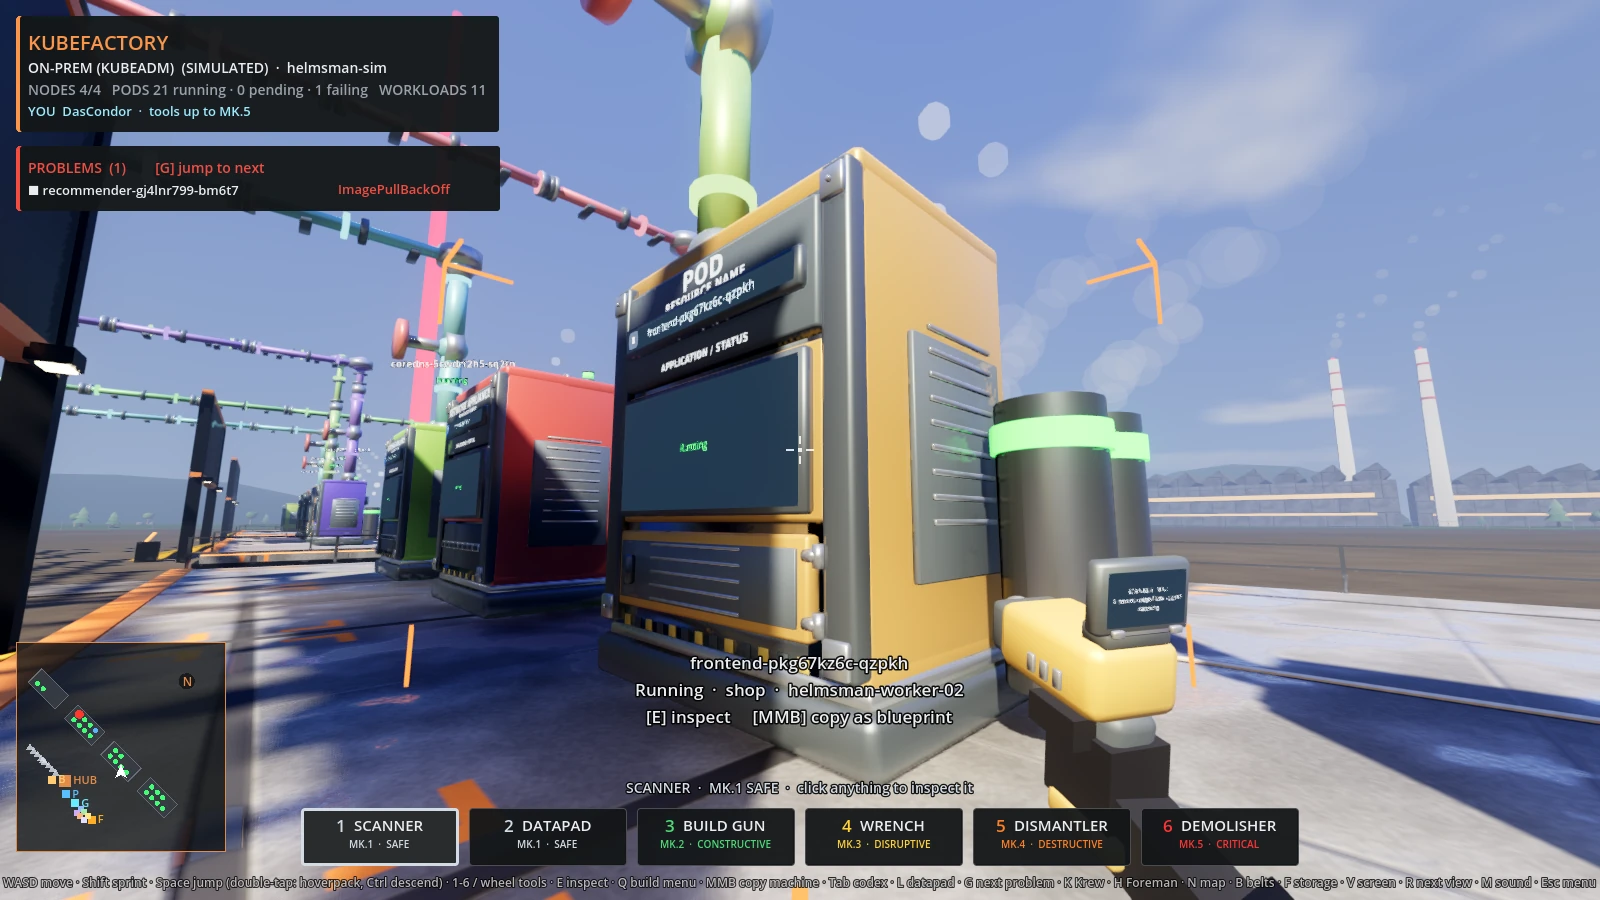 KUBEFACTORY
ON-PREM (KUBEADM) (SIMULATED) · helmsman-sim
NODES 4/4 PODS 21 running · 0 pending · 1 failing WORKLOADS 11
YOU DasCondor · tools up to MK.5
PROBLEMS (1) [G] jump to next
recommender-gj4lnr799-bm6t7 ImagePullBackOff
POD
RESOURCE NAME
frontend-pkg67kz6c-qzpkh
APPLICATION / STATUS
Running
frontend-pkg67kz6c-qzpkh
Running · shop · helmsman-worker-02
[E] inspect [MMB] copy as blueprint
N
HUB
P
G
F
SCANNER · MK.1 SAFE · click anything to inspect it
1 SCANNER
MK.1 · SAFE
2 DATAPAD
MK.1 · SAFE
3 BUILD GUN
MK.2 · CONSTRUCTIVE
4 WRENCH
MK.3 · DISRUPTIVE
5 DISMANTLER
MK.4 · DESTRUCTIVE
6 DEMOLISHER
MK.5 · CRITICAL
WASD move · Shift sprint · Space jump (double-tap: hoverpack, Ctrl descend) · 1-6 / wheel tools · E inspect · Q build menu · MMB copy machine · Tab codex · L datapad · G next problem · K Krew · H Foreman · N map · B belts · F storage · V screen · R next view · M sound · Esc menu